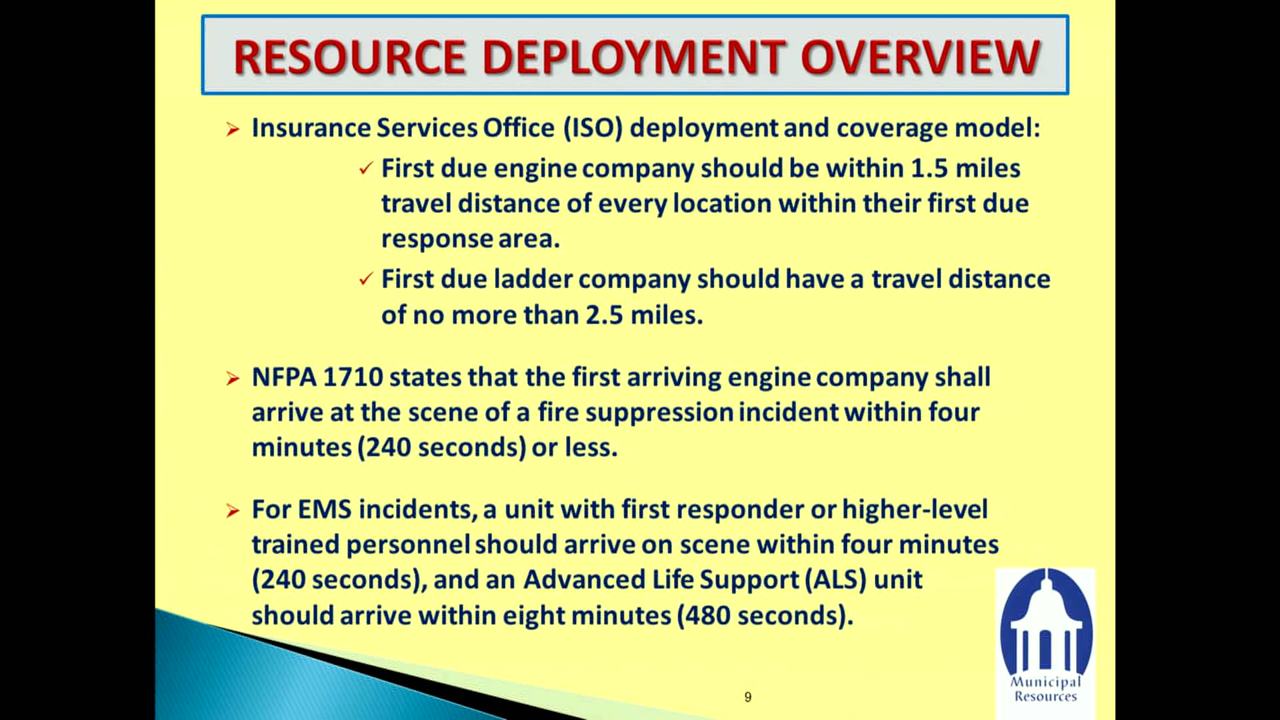 RESOURCE DEPLOYMENT OVERVIEW
Insurance Services Office (ISO) deployment and coverage model:
First due engine company should be within 1.5 miles
travel distance of every location within their first due
response area.
First due ladder company should have a travel distance
of no more than 2.5 miles.
NFPA 1710 states that the first arriving engine company shall
arrive at the scene of a fire suppression incident within four
minutes (240 seconds) or less.
For EMS incidents, a unit with first responder or higher-level
trained personnel should arrive on scene within four minutes
(240 seconds), and an Advanced Life Support (ALS) unit
should arrive within eight minutes (480 seconds).
Municipal
Resources
9